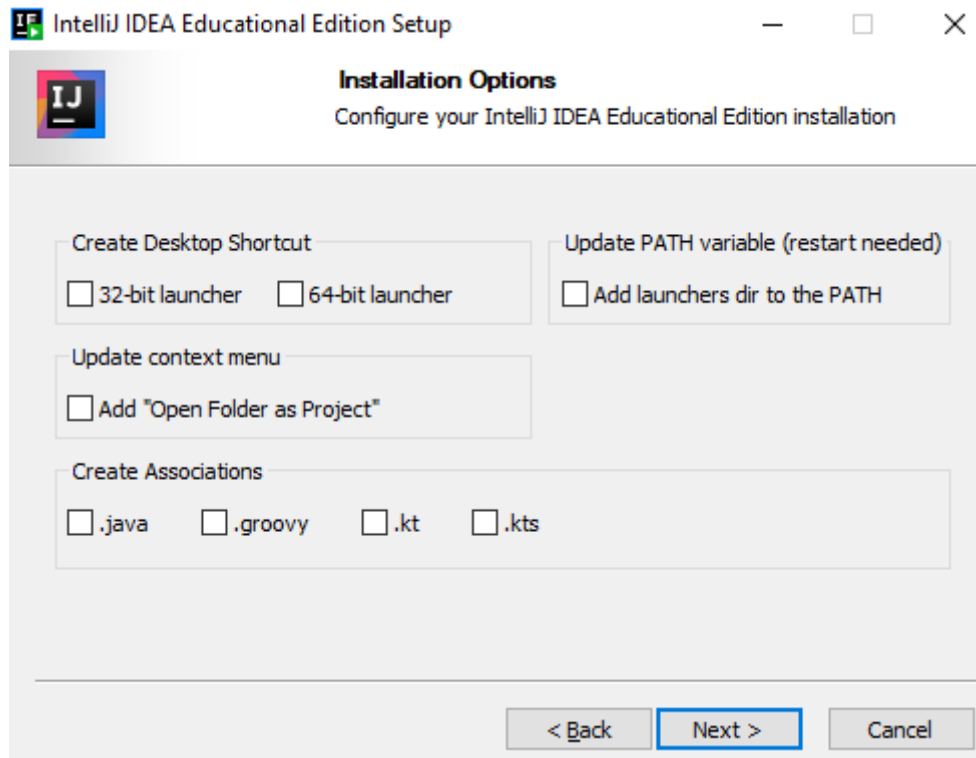 IntelliJ IDEA Educational Edition Setup
IJ
Installation Options
Configure your IntelliJ IDEA Educational Edition installation
Create Desktop Shortcut
32-bit launcher 64-bit launcher
Update PATH variable (restart needed)
Add launchers dir to the PATH
Update context menu
Add "Open Folder as Project"
Create Associations
.java .groovy .kt .kts
< Back Next > Cancel